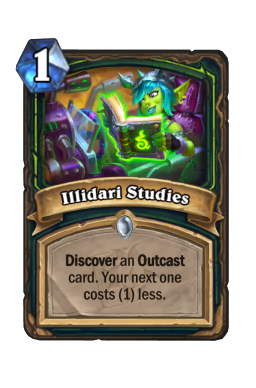 1
Illidari Studies
Discover an Outcast
card. Your next one
costs (1) less.